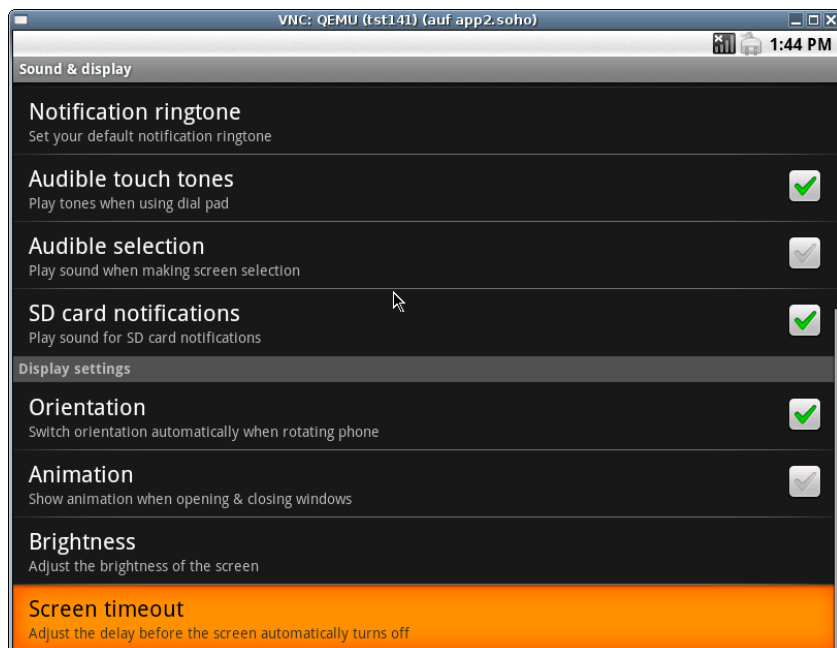 VNC: QEMU (tst141) (auf app2.soho)
1:44 PM
Sound & display
Notification ringtone
Set your default notification ringtone
Audible touch tones
Play tones when using dial pad
Audible selection
Play sound when making screen selection
SD card notifications
Play sound for SD card notifications
Display settings
Orientation
Switch orientation automatically when rotating phone
Animation
Show animation when opening & closing windows
Brightness
Adjust the brightness of the screen
Screen timeout
Adjust the delay before the screen automatically turns off